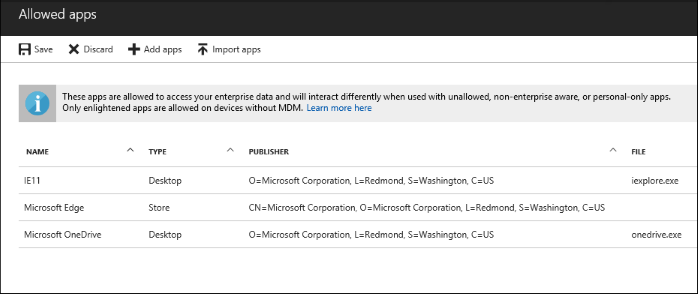 Allowed apps
Save Discard Add apps Import apps
These apps are allowed to access your enterprise data and will interact differently when used with unallowed, non-enterprise aware, or personal-only apps.
Only enlightened apps are allowed on devices without MDM. Learn more here
NAME TYPE PUBLISHER FILE
IE11 Desktop O=Microsoft Corporation, L=Redmond, S=Washington, C=US iexplore.exe
Microsoft Edge Store CN=Microsoft Corporation, O=Microsoft Corporation, L=Redmond, S=Washington, C=US
Microsoft OneDrive Desktop O=Microsoft Corporation, L=Redmond, S=Washington, C=US onedrive.exe